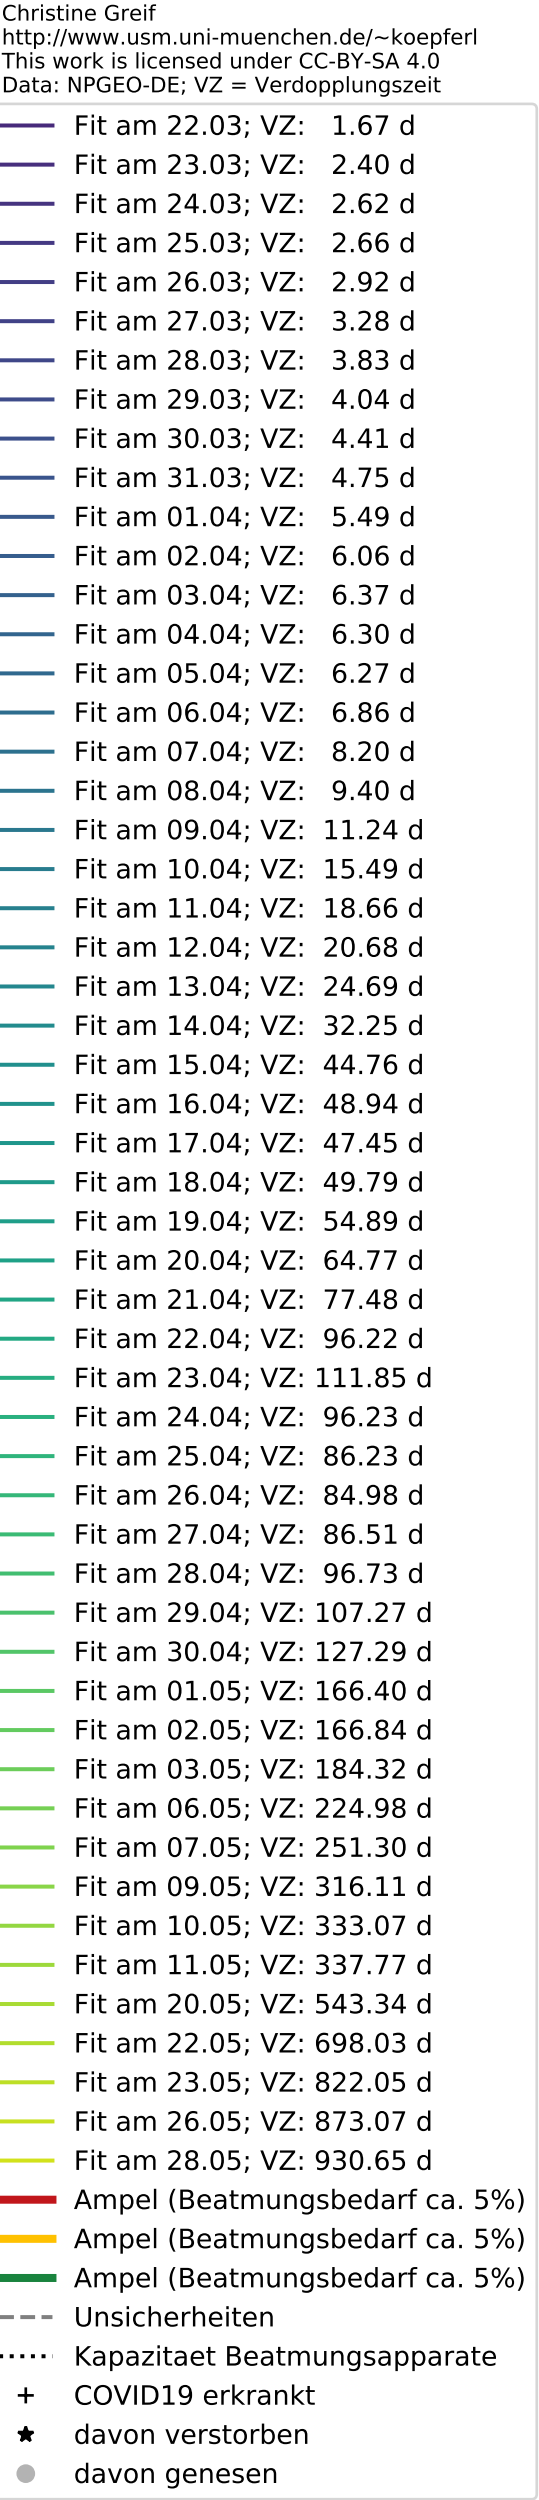 Christine Greif
http://www.usm.uni-muenchen.de/~koepferl
This work is licensed under CC-BY-SA 4.0
Data: NPGEO-DE; VZ = Verdopplungszeit
Fit am 22.03; VZ: 1.67 d
Fit am 23.03; VZ: 2.40 d
Fit am 24.03; VZ: 2.62 d
Fit am 25.03; VZ: 2.66 d
Fit am 26.03; VZ: 2.92 d
Fit am 27.03; VZ: 3.28 d
Fit am 28.03; VZ: 3.83 d
Fit am 29.03; VZ: 4.04 d
Fit am 30.03; VZ: 4.41 d
Fit am 31.03; VZ: 4.75 d
Fit am 01.04; VZ: 5.49 d
Fit am 02.04; VZ: 6.06 d
Fit am 03.04; VZ: 6.37 d
Fit am 04.04; VZ: 6.30 d
Fit am 05.04; VZ: 6.27 d
Fit am 06.04; VZ: 6.86 d
Fit am 07.04; VZ: 8.20 d
Fit am 08.04; VZ: 9.40 d
Fit am 09.04; VZ: 11.24 d
Fit am 10.04; VZ: 15.49 d
Fit am 11.04; VZ: 18.66 d
Fit am 12.04; VZ: 20.68 d
Fit am 13.04; VZ: 24.69 d
Fit am 14.04; VZ: 32.25 d
Fit am 15.04; VZ: 44.76 d
Fit am 16.04; VZ: 48.94 d
Fit am 17.04; VZ: 47.45 d
Fit am 18.04; VZ: 49.79 d
Fit am 19.04; VZ: 54.89 d
Fit am 20.04; VZ: 64.77 d
Fit am 21.04; VZ: 77.48 d
Fit am 22.04; VZ: 96.22 d
Fit am 23.04; VZ: 111.85 d
Fit am 24.04; VZ: 96.23 d
Fit am 25.04; VZ: 86.23 d
Fit am 26.04; VZ: 84.98 d
Fit am 27.04; VZ: 86.51 d
Fit am 28.04; VZ: 96.73 d
Fit am 29.04; VZ: 107.27 d
Fit am 30.04; VZ: 127.29 d
Fit am 01.05; VZ: 166.40 d
Fit am 02.05; VZ: 166.84 d
Fit am 03.05; VZ: 184.32 d
Fit am 06.05; VZ: 224.98 d
Fit am 07.05; VZ: 251.30 d
Fit am 09.05; VZ: 316.11 d
Fit am 10.05; VZ: 333.07 d
Fit am 11.05; VZ: 337.77 d
Fit am 20.05; VZ: 543.34 d
Fit am 22.05; VZ: 698.03 d
Fit am 23.05; VZ: 822.05 d
Fit am 26.05; VZ: 873.07 d
Fit am 28.05; VZ: 930.65 d
Ampel (Beatmungsbedarf ca. 5%)
Ampel (Beatmungsbedarf ca. 5%)
Ampel (Beatmungsbedarf ca. 5%)
Unsicherheiten
Kapazitaet Beatmungsapparate
COVID19 erkrankt
davon verstorben
davon genesen